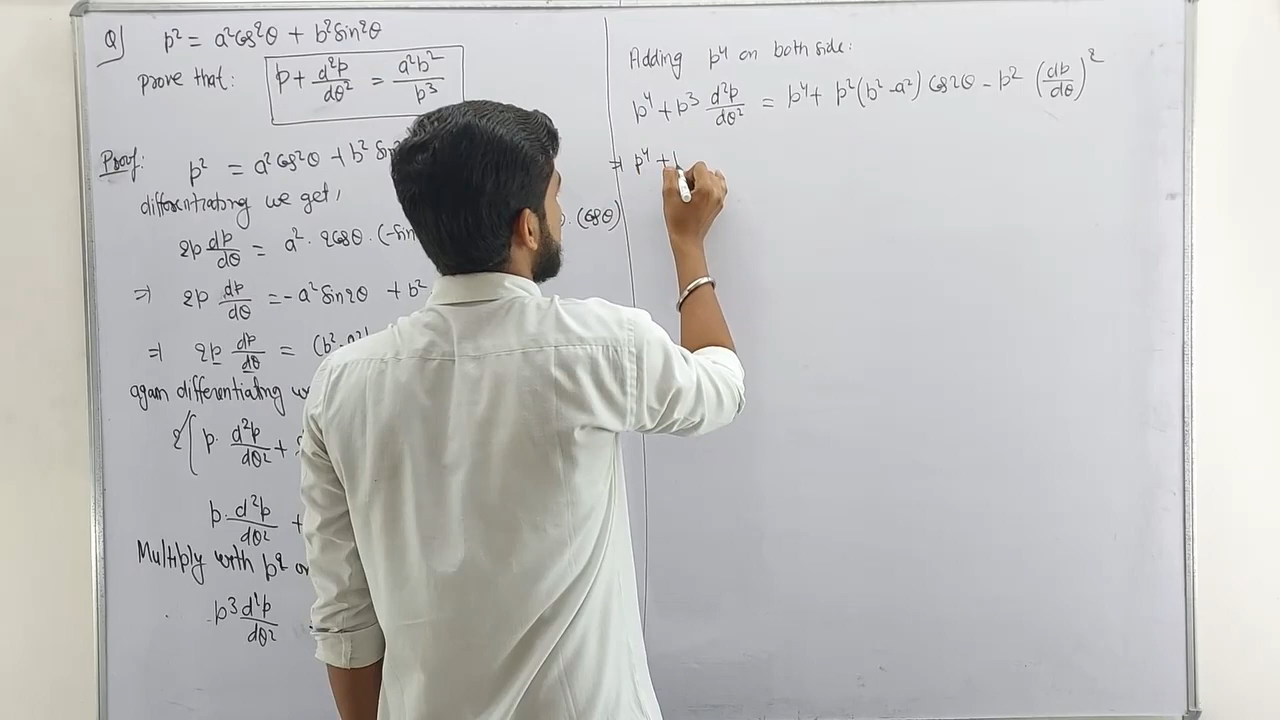 Q) p² = a²cos²θ + b²sin²θ
prove that: p + d²p/dθ² = a²b²/p³
Proof: p² = a²cos²θ + b² sin²
differentiating we get,
2p dp/dθ = a². 2cosθ . (-sin . (cosθ)
⇒ 2p dp/dθ = -a² sin2θ + b²
⇒ 2p dp/dθ = (b²-a²)
again differentiating
2[p. d²p/dθ² +
p. d²p/dθ² +
Multiply with p²
p³ d²p/dθ²
Adding p⁴ on both side:
p⁴ + p³ d²p/dθ² = p⁴ + p²(b²-a²) cos2θ - p² (dp/dθ)²
⇒ p⁴ +